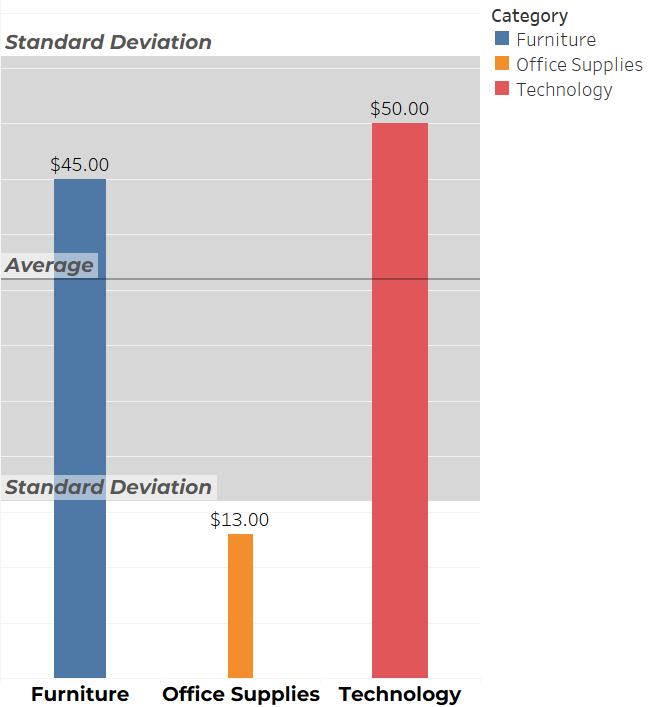 Category
Furniture
Office Supplies
Technology
Standard Deviation
$50.00
$45.00
Average
Standard Deviation
$13.00
Furniture Office Supplies Technology